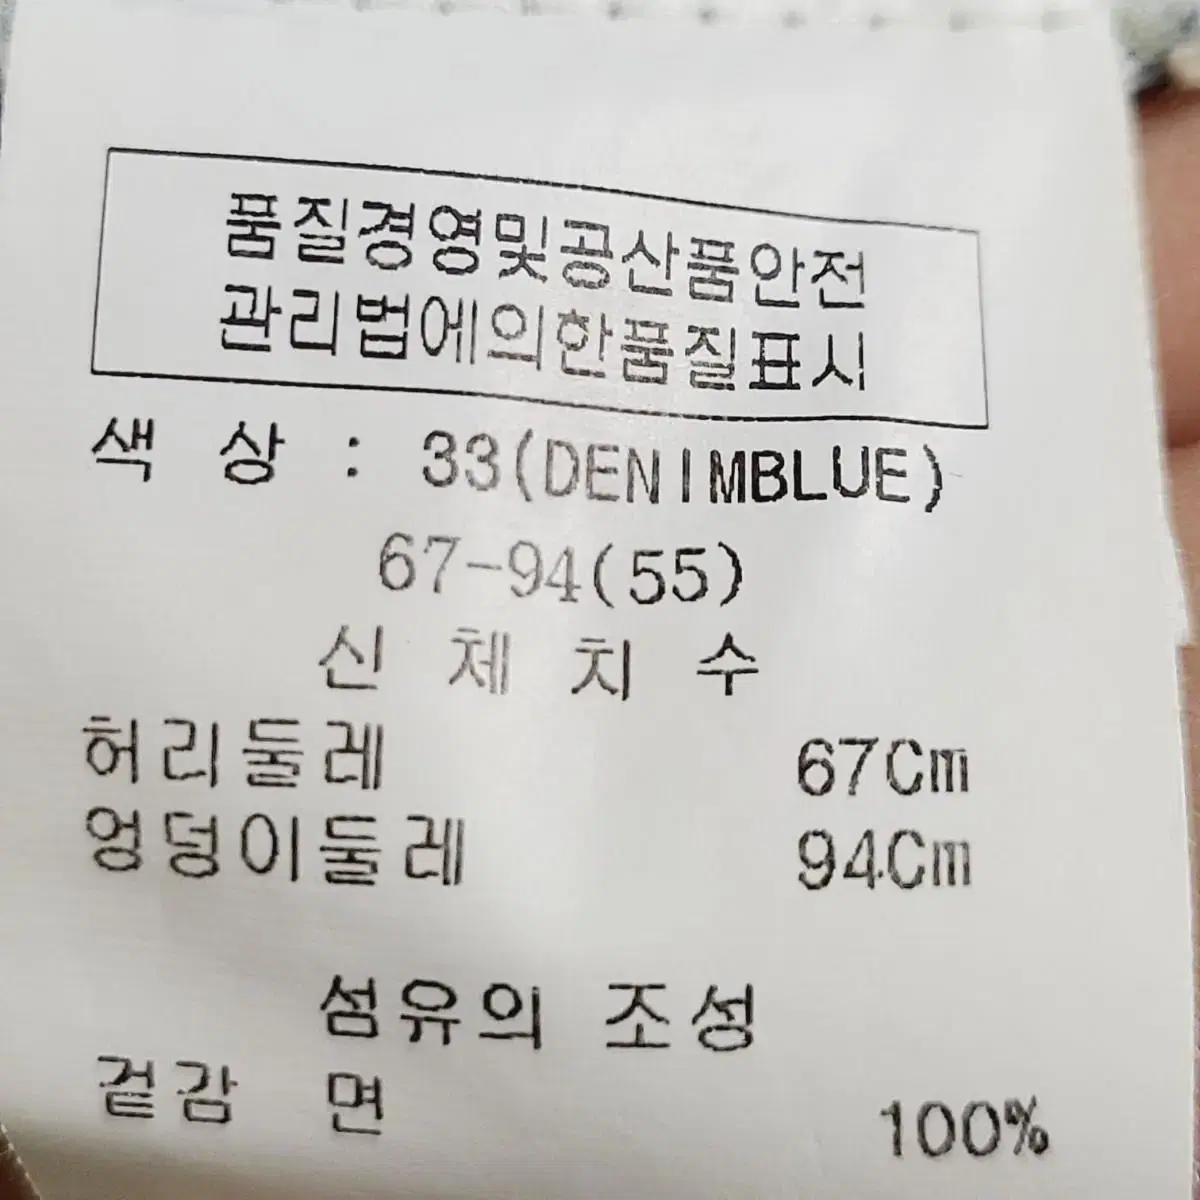 품질경영및공산품안전
관리법에의한품질표시
색 상 : 33(DENIMBLUE)
67-94(55)
신 체 치 수
허리둘레 67Cm
엉덩이둘레 94Cm
섬유의 조성
겉감 면 100%